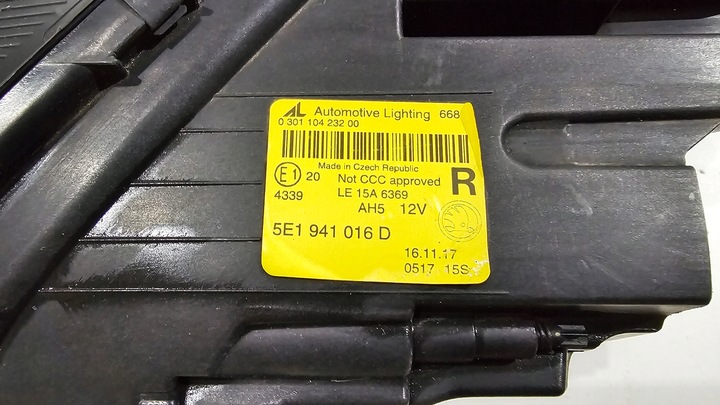 AL Automotive Lighting 668
0 301 104 232 00
Made in Czech Republic
E1 20 Not CCC approved R
4339 LE 15A 6369
AH5 12V
5E1 941 016 D
16.11.17
0517 15S